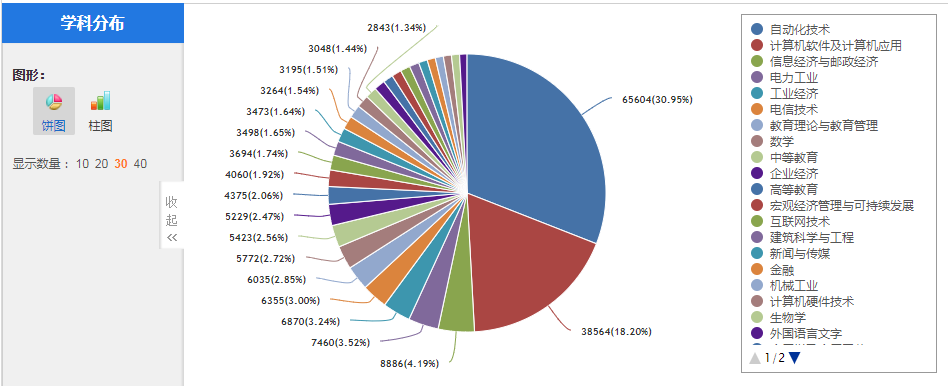 学科分布
图形：
饼图 柱图
显示数量： 10 20 30 40
收
起
«
2843(1.34%)
3048(1.44%)
3195(1.51%)
3264(1.54%)
3473(1.64%)
3498(1.65%)
3694(1.74%)
4060(1.92%)
4375(2.06%)
5229(2.47%)
5423(2.56%)
5772(2.72%)
6035(2.85%)
6355(3.00%)
6870(3.24%)
7460(3.52%)
8886(4.19%)
38564(18.20%)
65604(30.95%)
自动化技术
计算机软件及计算机应用
信息经济与邮政经济
电力工业
工业经济
电信技术
教育理论与教育管理
数学
中等教育
企业经济
高等教育
宏观经济管理与可持续发展
互联网技术
建筑科学与工程
新闻与传媒
金融
机械工业
计算机硬件技术
生物学
外国语言文字
1/2